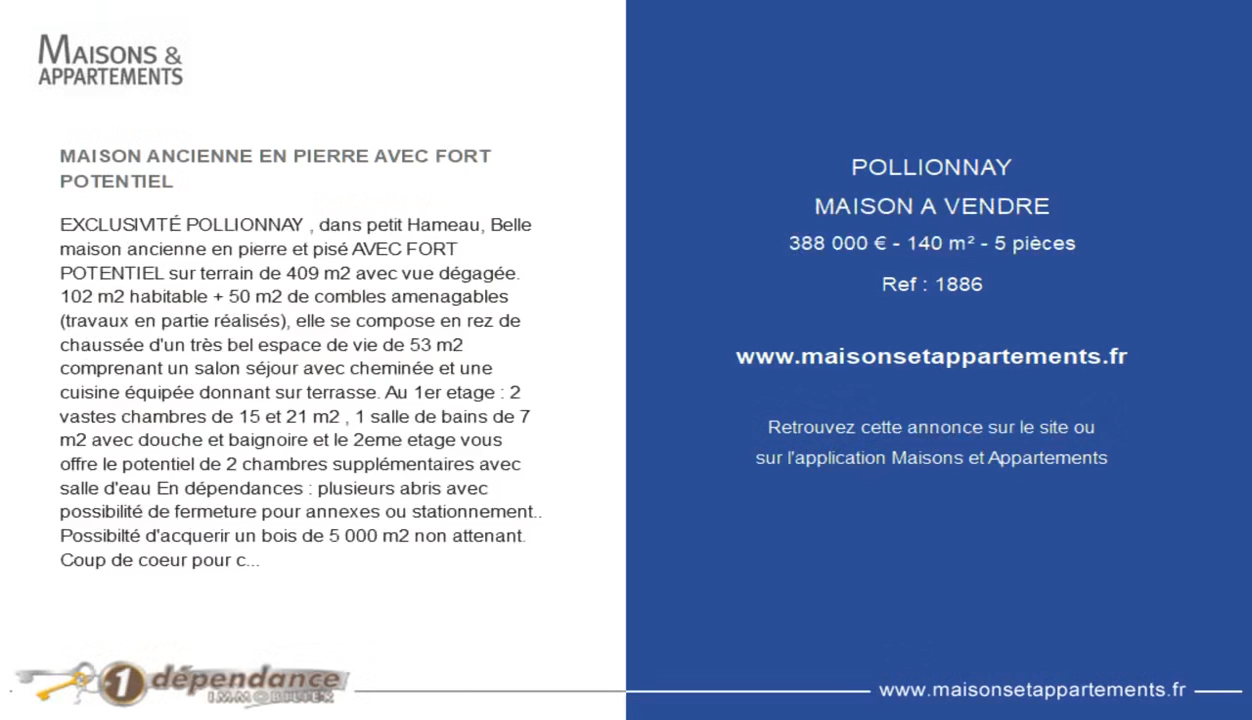 MAISONS &
APPARTEMENTS
MAISON ANCIENNE EN PIERRE AVEC FORT
POTENTIEL
EXCLUSIVITÉ POLLIONNAY , dans petit Hameau, Belle
maison ancienne en pierre et pisé AVEC FORT
POTENTIEL sur terrain de 409 m2 avec vue dégagée.
102 m2 habitable + 50 m2 de combles amenagables
(travaux en partie réalisés), elle se compose en rez de
chaussée d'un très bel espace de vie de 53 m2
comprenant un salon séjour avec cheminée et une
cuisine équipée donnant sur terrasse. Au 1er etage : 2
vastes chambres de 15 et 21 m2 , 1 salle de bains de 7
m2 avec douche et baignoire et le 2eme etage vous
offre le potentiel de 2 chambres supplémentaires avec
salle d'eau En dépendances : plusieurs abris avec
possibilité de fermeture pour annexes ou stationnement..
Possibilté d'acquerir un bois de 5 000 m2 non attenant.
Coup de coeur pour c...
POLLIONNAY
MAISON A VENDRE
388 000 € - 140 m² - 5 pièces
Ref : 1886
www.maisonsetappartements.fr
Retrouvez cette annonce sur le site ou
sur l'application Maisons et Appartements
1 dépendance
IMMOBILIER
www.maisonsetappartements.fr